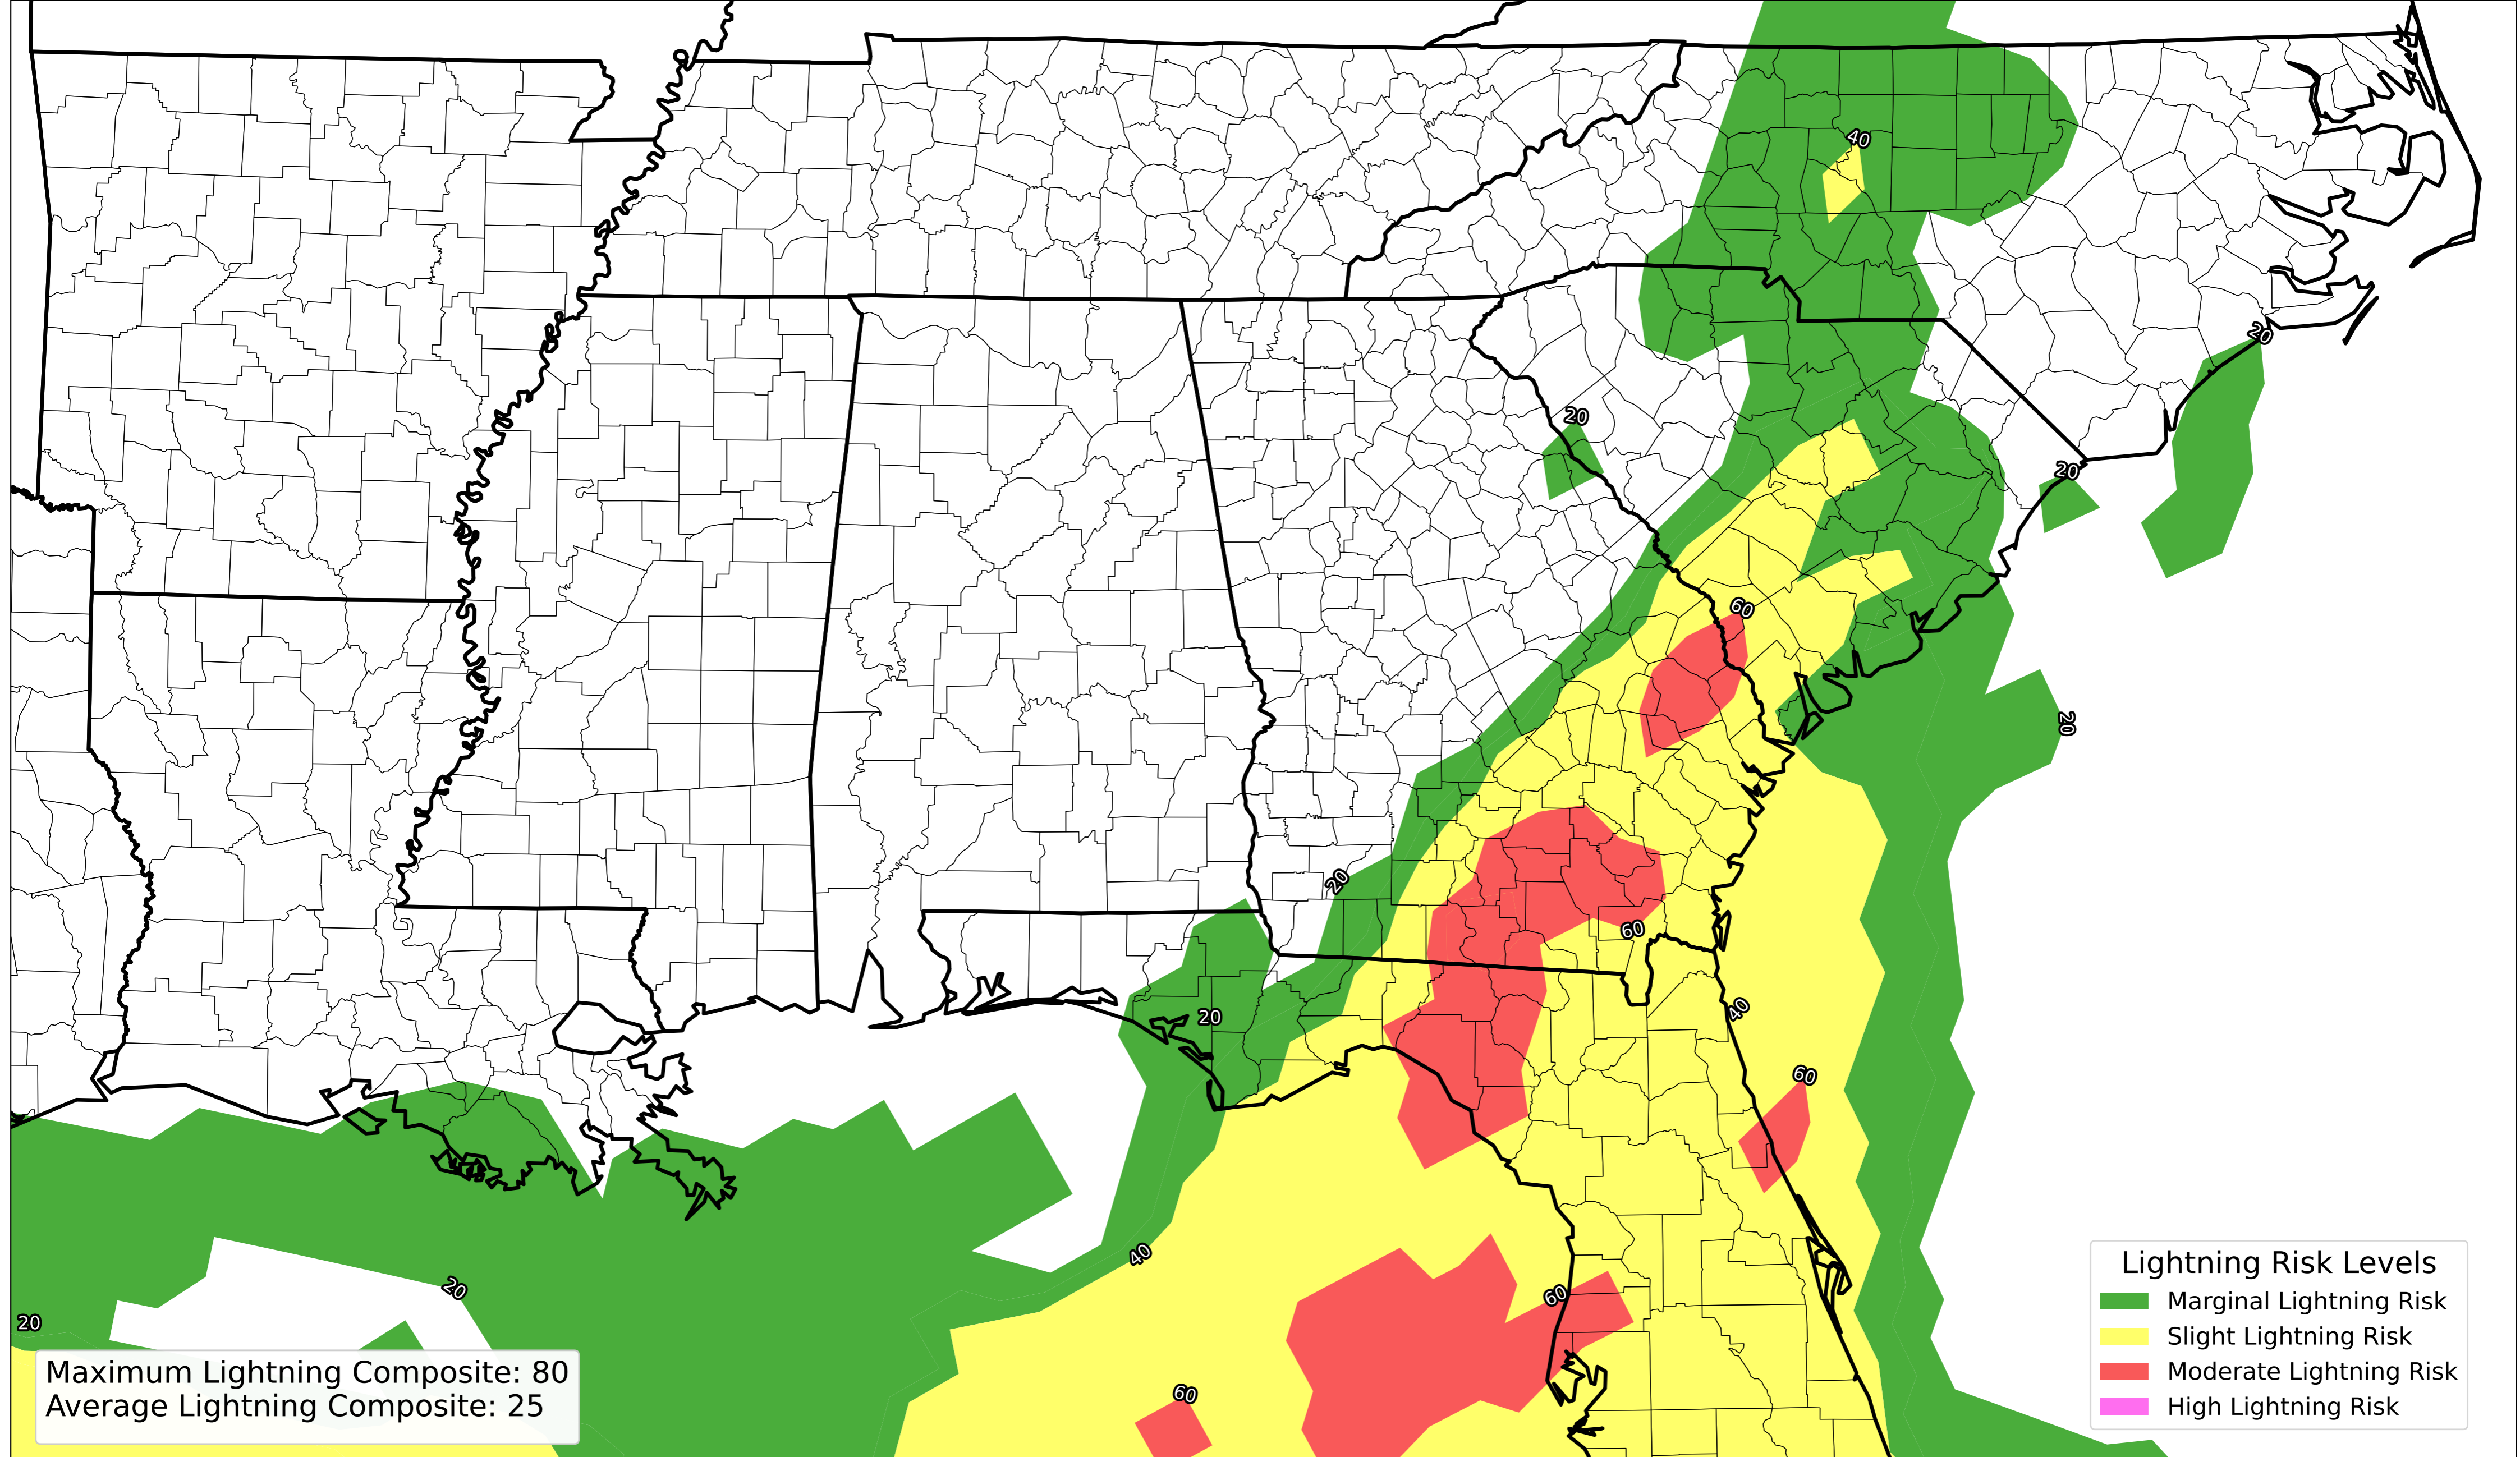 40
20
20
20
60
20
20
60
40
20
60
40
20
60
20
60
Lightning Risk Levels
Marginal Lightning Risk
Slight Lightning Risk
Moderate Lightning Risk
High Lightning Risk
Maximum Lightning Composite: 80
Average Lightning Composite: 25